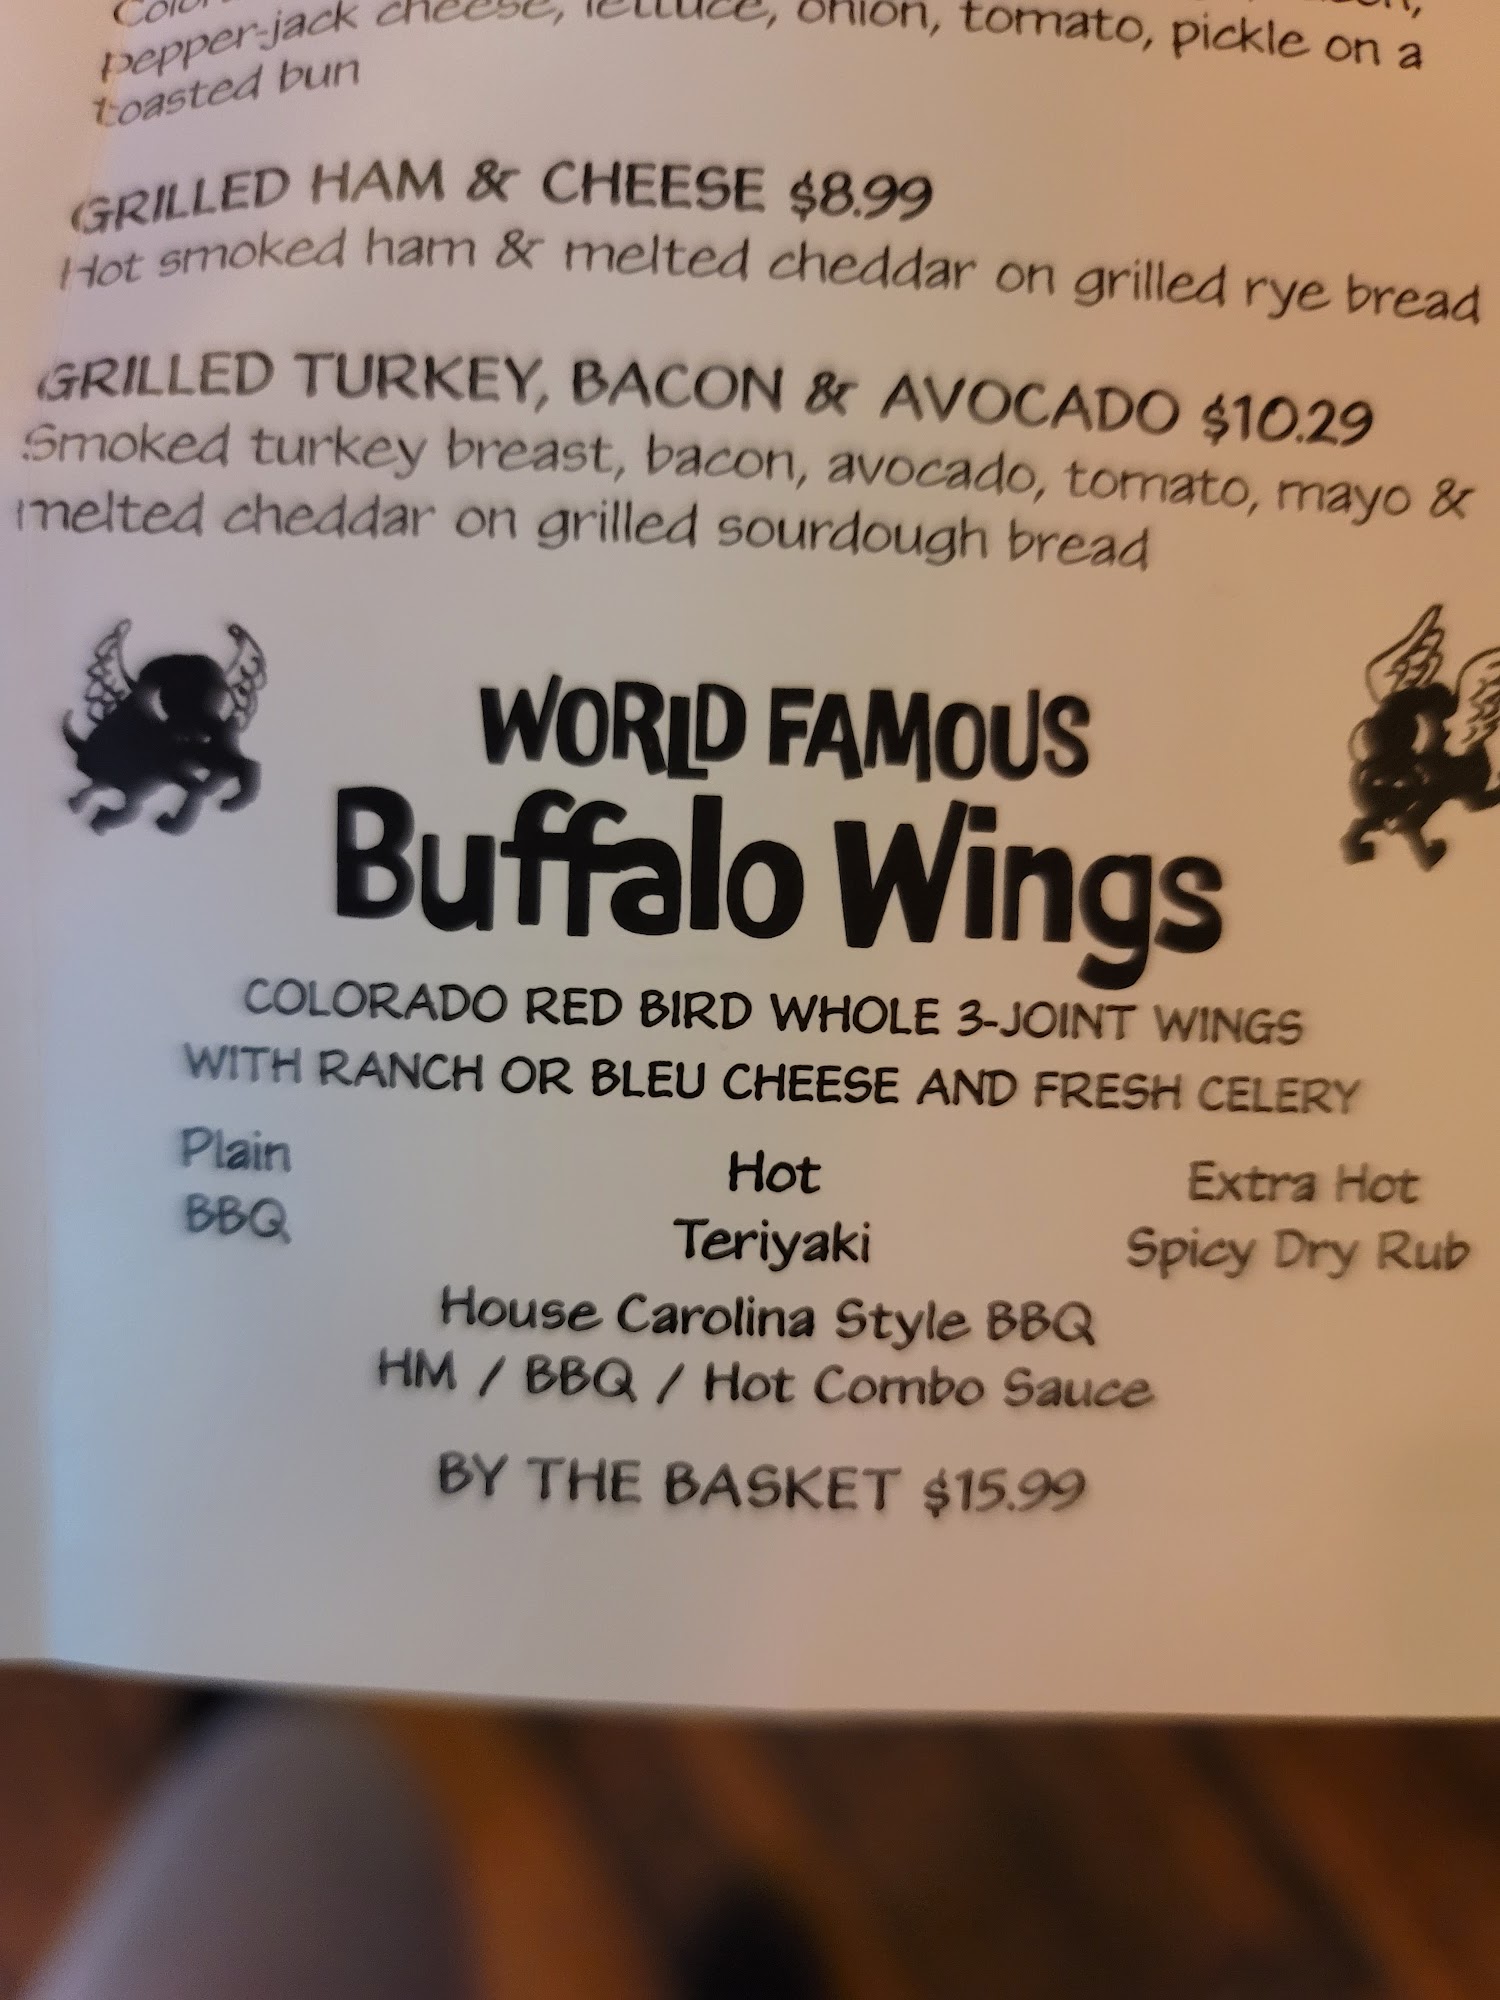 pepper-jack cheese, lettuce, onion, tomato, pickle on a
toasted bun
GRILLED HAM & CHEESE $8.99
Hot smoked ham & melted cheddar on grilled rye bread
GRILLED TURKEY, BACON & AVOCADO $10.29
Smoked turkey breast, bacon, avocado, tomato, mayo &
melted cheddar on grilled sourdough bread
WORLD FAMOUS
Buffalo Wings
COLORADO RED BIRD WHOLE 3-JOINT WINGS
WITH RANCH OR BLEU CHEESE AND FRESH CELERY
Plain Hot Extra Hot
BBQ Teriyaki Spicy Dry Rub
House Carolina Style BBQ
HM / BBQ / Hot Combo Sauce
BY THE BASKET $15.99